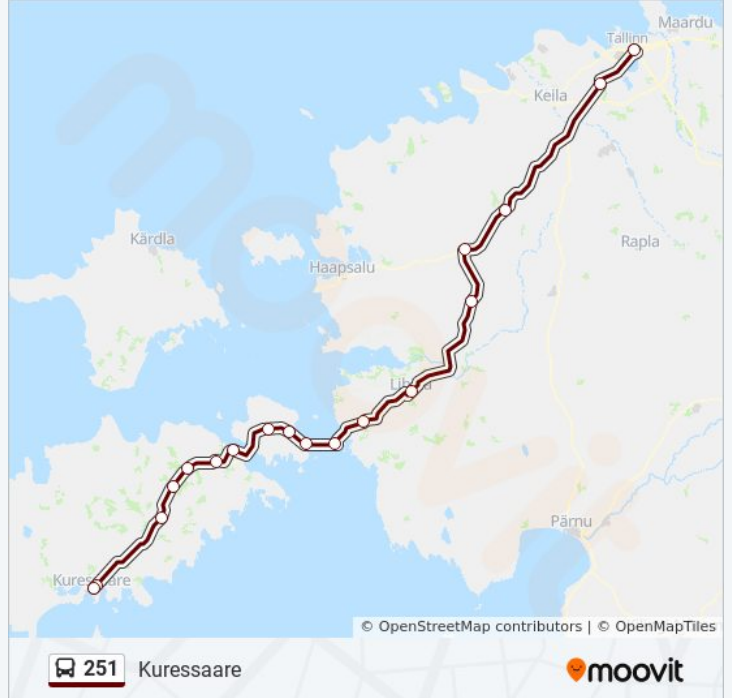 Maardu
Tallinn
Keila
Kärdla
Rapla
Haapsalu
Pärnu
Kuressaare
© OpenStreetMap contributors | © OpenMapTiles
251 Kuressaare
moovit